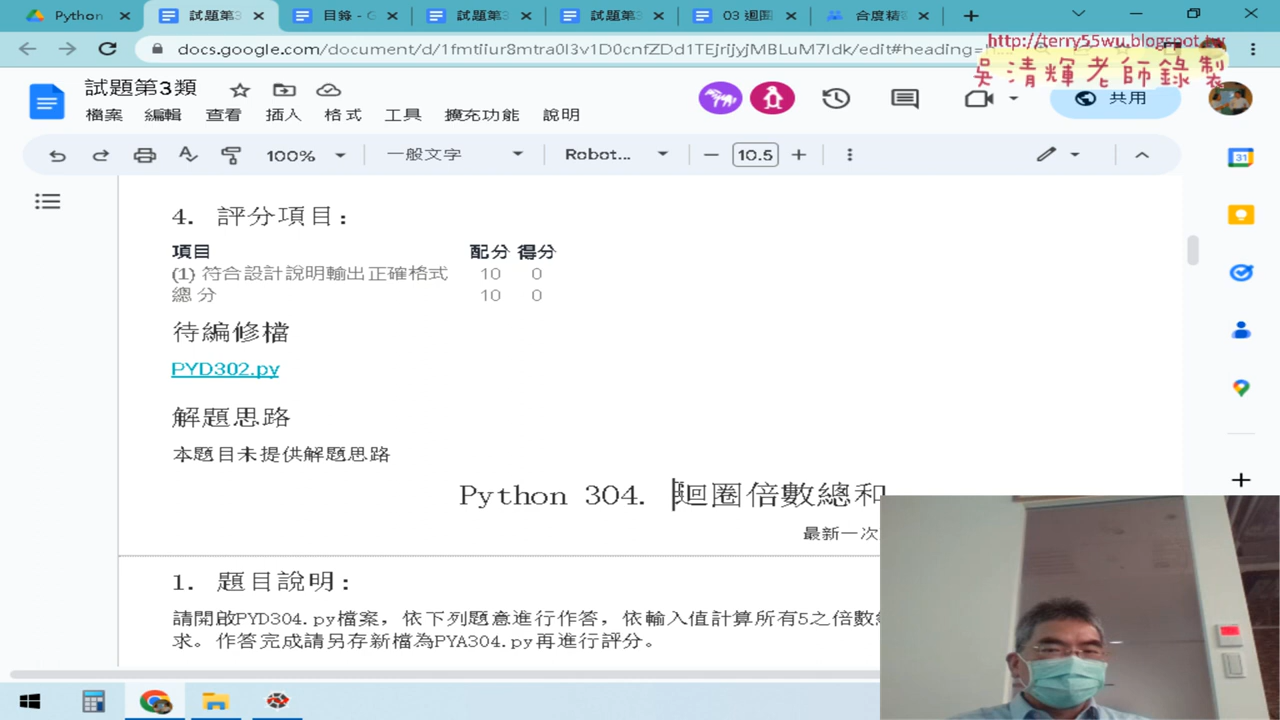 Python
試題第3
目錄 - G
試題第3
試題第3
03 迴圈
合度精密
docs.google.com/document/d/1fmtiiur8mtra0l3v1D0cnfZDd1TEJrljyjMBLuM7ldk/edit#heading=
http://terry55wu.blogspot.tw
吳清輝老師錄製
試題第3類
檔案 編輯 查看 插入 格式 工具 擴充功能 說明
共用
100% 一般文字 Robot... 10.5
31
4. 評分項目:
項目 配分 得分
(1) 符合設計說明輸出正確格式 10 0
總 分 10 0
待編修檔
PYD302.py
解題思路
本題目未提供解題思路
Python 304. 迴圈倍數總和
最新一次
1. 題目說明:
請開啟PYD304.py檔案，依下列題意進行作答，依輸入值計算所有5之倍數
求。作答完成請另存新檔為PYA304.py再進行評分。